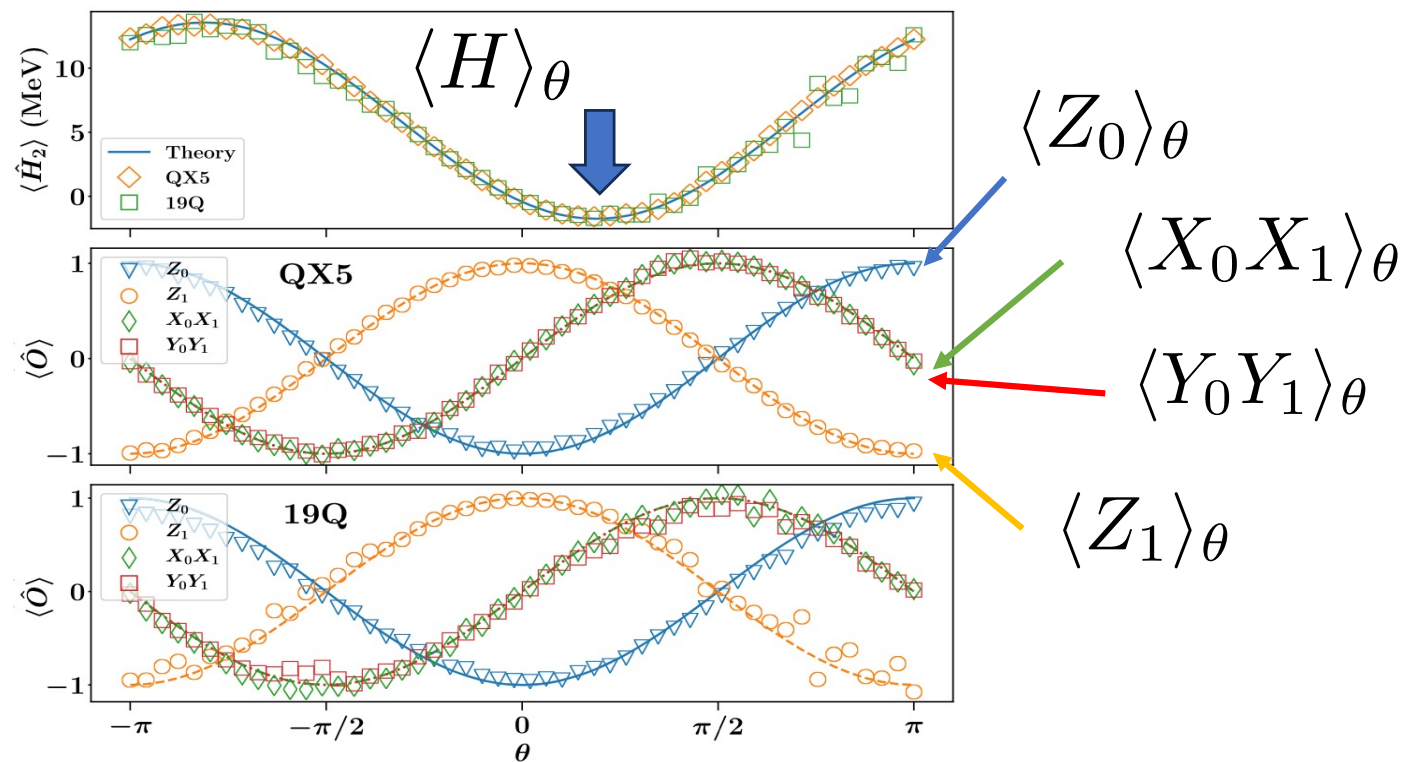 ⟨Ĥ₂⟩ (MeV)
10
5
0
Theory
QX5
19Q
⟨H⟩θ
⟨Ô⟩
1
0
−1
Z₀
Z₁
X₀X₁
Y₀Y₁
QX5
⟨Z₀⟩θ
⟨X₀X₁⟩θ
⟨Y₀Y₁⟩θ
⟨Z₁⟩θ
⟨Ô⟩
1
0
−1
Z₀
Z₁
X₀X₁
Y₀Y₁
19Q
−π −π/2 0 π/2 π
θ